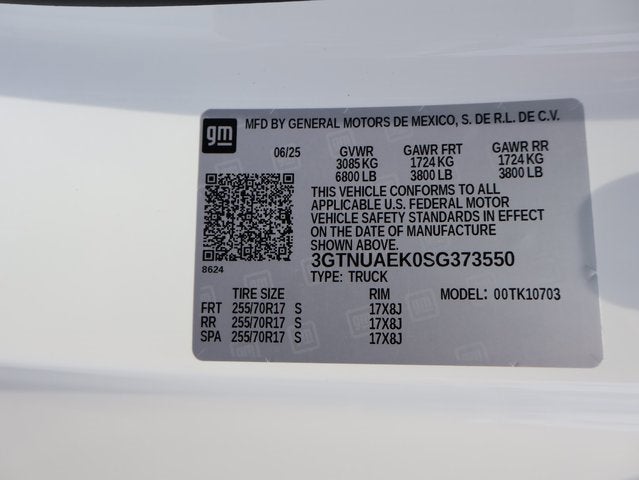 gm MFD BY GENERAL MOTORS DE MEXICO, S. DE R.L. DE C.V.
06/25 GVWR GAWR FRT GAWR RR
3085 KG 1724 KG 1724 KG
6800 LB 3800 LB 3800 LB
THIS VEHICLE CONFORMS TO ALL
APPLICABLE U.S. FEDERAL MOTOR
VEHICLE SAFETY STANDARDS IN EFFECT
ON THE DATE OF MANUFACTURE
SHOWN ABOVE.
3GTNUAEK0SG373550
8624 TYPE: TRUCK
TIRE SIZE RIM MODEL: 00TK10703
FRT 255/70R17 S 17X8J
RR 255/70R17 S 17X8J
SPA 255/70R17 S 17X8J